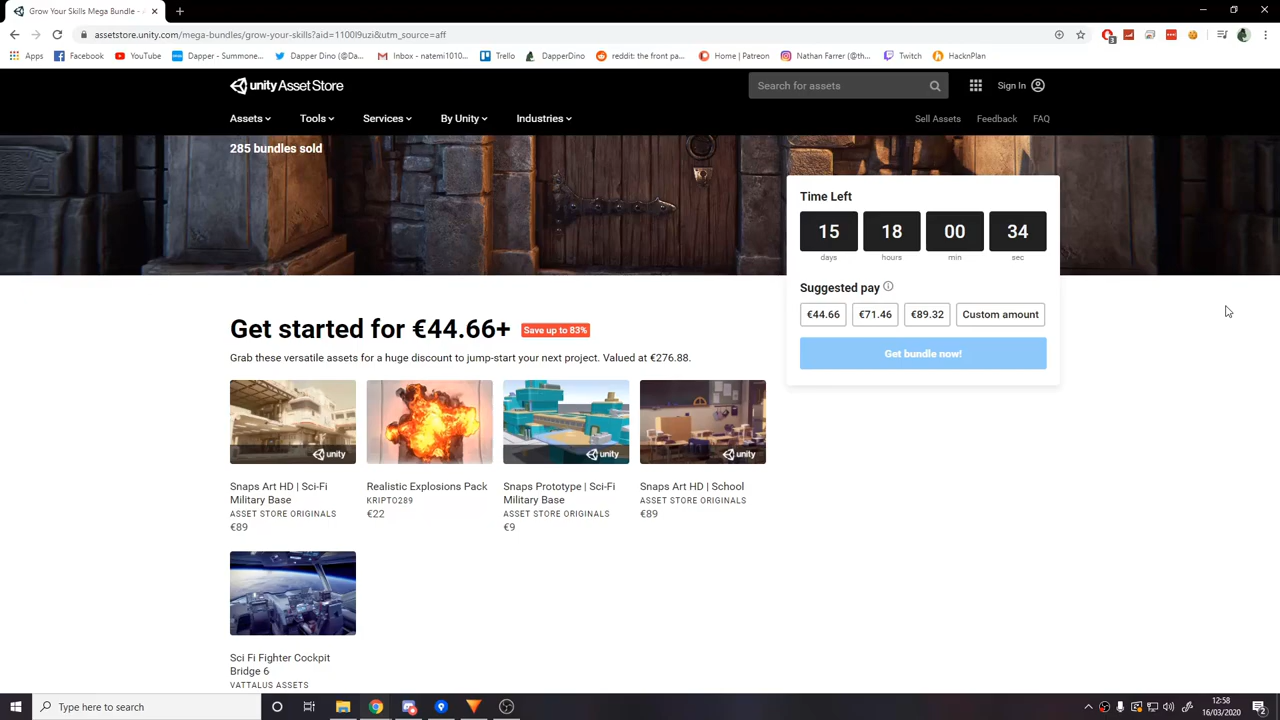 Grow Your Skills Mega Bundle -
assetstore.unity.com/mega-bundles/grow-your-skills?aid=1100l9uzi&utm_source=aff
3
Apps
Facebook
YouTube
Dapper - Summone...
Dapper Dino (@Da...
Inbox - natemi1010...
Trello
DapperDino
reddit: the front pa...
Home | Patreon
Nathan Farrer (@th...
Twitch
HacknPlan
unity Asset Store
Search for assets
Sign In
Assets
Tools
Services
By Unity
Industries
Sell Assets
Feedback
FAQ
285 bundles sold
Time Left
15 18 00 34
days hours min sec
Suggested pay
€44.66 €71.46 €89.32 Custom amount
Get bundle now!
Get started for €44.66+ Save up to 83%
Grab these versatile assets for a huge discount to jump-start your next project. Valued at €276.88.
unity
Snaps Art HD | Sci-Fi
Military Base
ASSET STORE ORIGINALS
€89
Realistic Explosions Pack
KRIPTO289
€22
unity
Snaps Prototype | Sci-Fi
Military Base
ASSET STORE ORIGINALS
€9
unity
Snaps Art HD | School
ASSET STORE ORIGINALS
€89
Sci Fi Fighter Cockpit
Bridge 6
VATTALUS ASSETS
Type here to search
12:58
16/03/2020
2